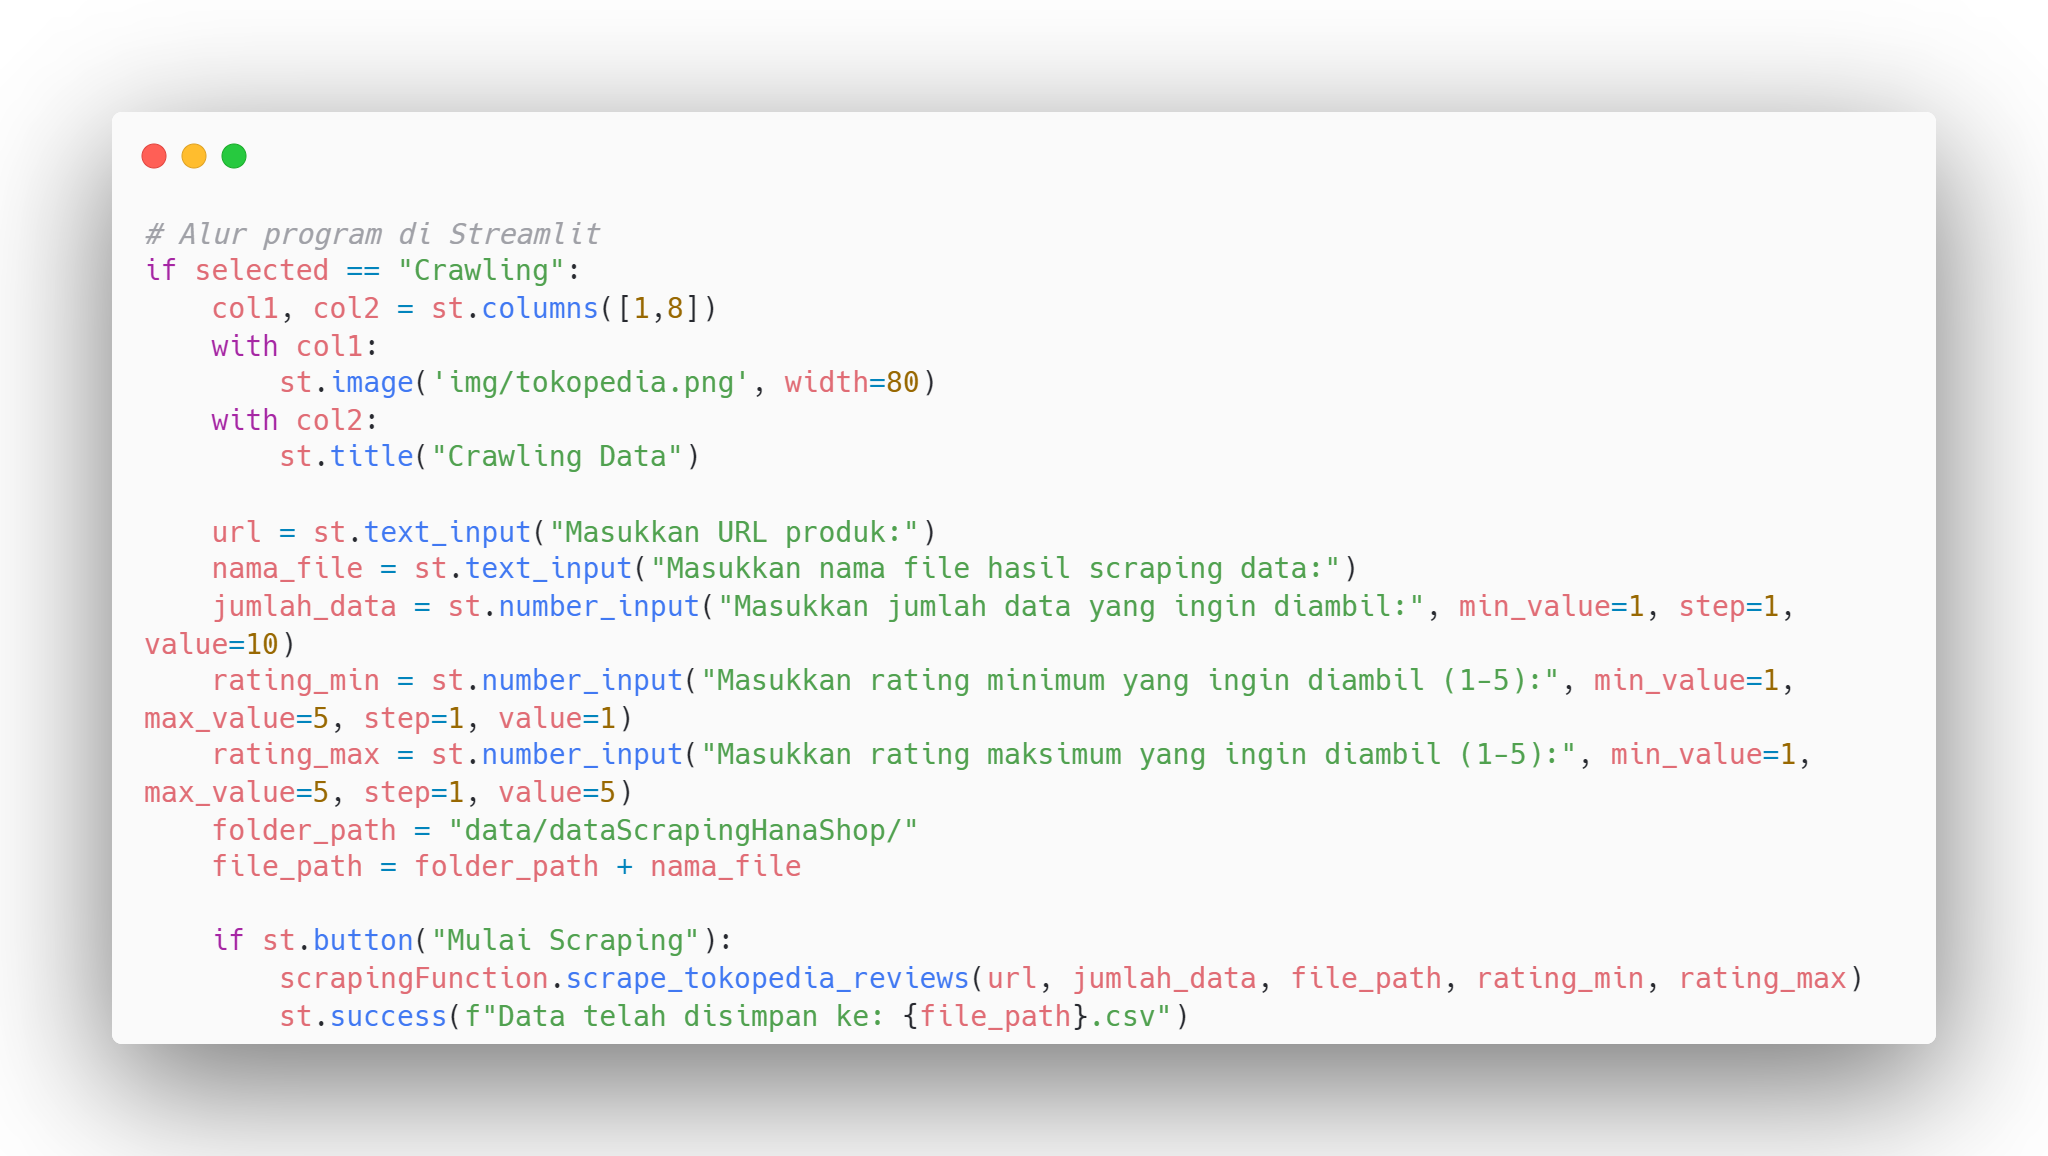 # Alur program di Streamlit
if selected == "Crawling":
    col1, col2 = st.columns([1,8])
    with col1:
        st.image('img/tokopedia.png', width=80)
    with col2:
        st.title("Crawling Data")

    url = st.text_input("Masukkan URL produk:")
    nama_file = st.text_input("Masukkan nama file hasil scraping data:")
    jumlah_data = st.number_input("Masukkan jumlah data yang ingin diambil:", min_value=1, step=1,
value=10)
    rating_min = st.number_input("Masukkan rating minimum yang ingin diambil (1-5):", min_value=1,
max_value=5, step=1, value=1)
    rating_max = st.number_input("Masukkan rating maksimum yang ingin diambil (1-5):", min_value=1,
max_value=5, step=1, value=5)
    folder_path = "data/dataScrapingHanaShop/"
    file_path = folder_path + nama_file

    if st.button("Mulai Scraping"):
        scrapingFunction.scrape_tokopedia_reviews(url, jumlah_data, file_path, rating_min, rating_max)
        st.success(f"Data telah disimpan ke: {file_path}.csv")